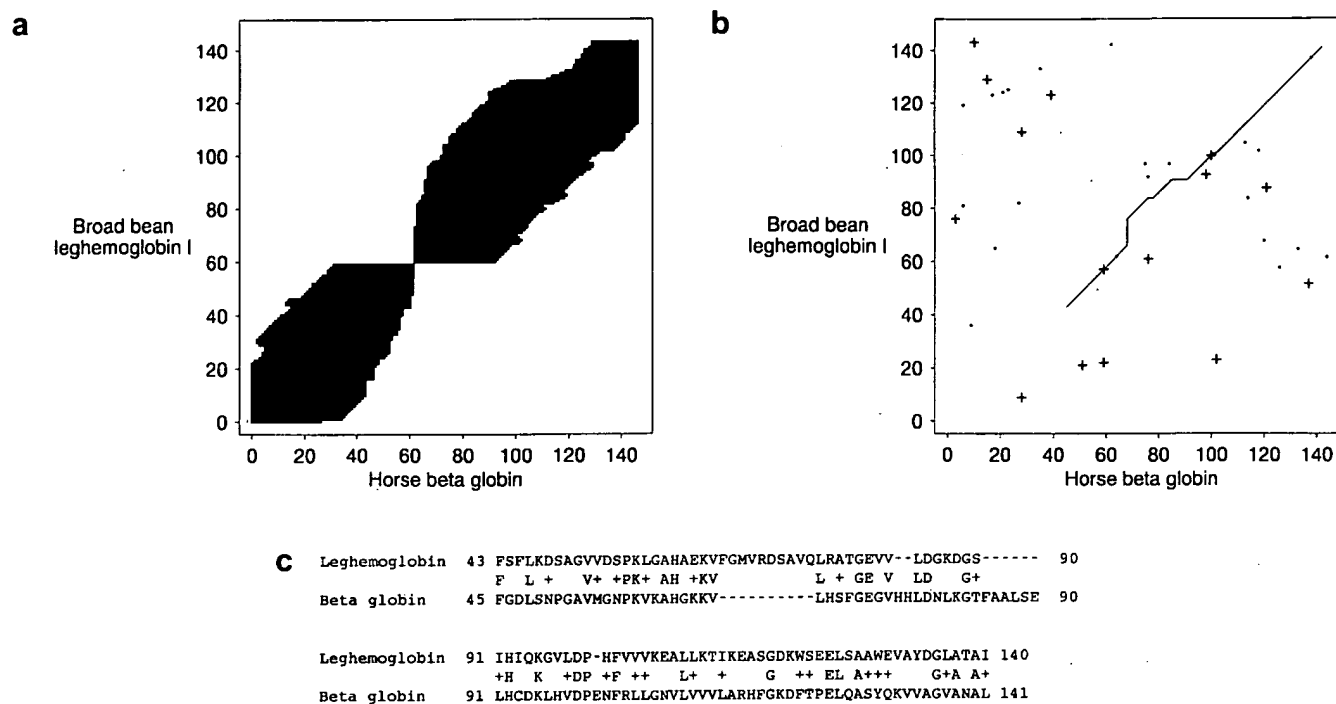 a
140
120
100
80
60
40
20
0
Broad bean
leghemoglobin I
0 20 40 60 80 100 120 140
Horse beta globin
b
140
120
100
80
60
40
20
0
Broad bean
leghemoglobin I
0 20 40 60 80 100 120 140
Horse beta globin
c
Leghemoglobin 43 FSFLKDSAGVVDSPKLGAHAEKVFGMVRDSAVQLRATGEVV--LDGKDGS------ 90
F  L +   V+ +PK+ AH +KV          L + GE V  LD   G+
Beta globin 45 FGDLSNPGAVMGNPKVKAHGKKV----------LHSFGEGVHHLDNLKGTFAALSE 90
Leghemoglobin 91 IHIQKGVLDP-HFVVVKEALLKTIKEASGDKWSEELSAAWEVAYDGLATAI 140
+H  K  +DP +F ++   L+  +    G  ++ EL A+++   G+A A+
Beta globin 91 LHCDKLHVDPENFRLLGNVLVVVLARHFGKDFTPELQASYQKVVAGVANAL 141